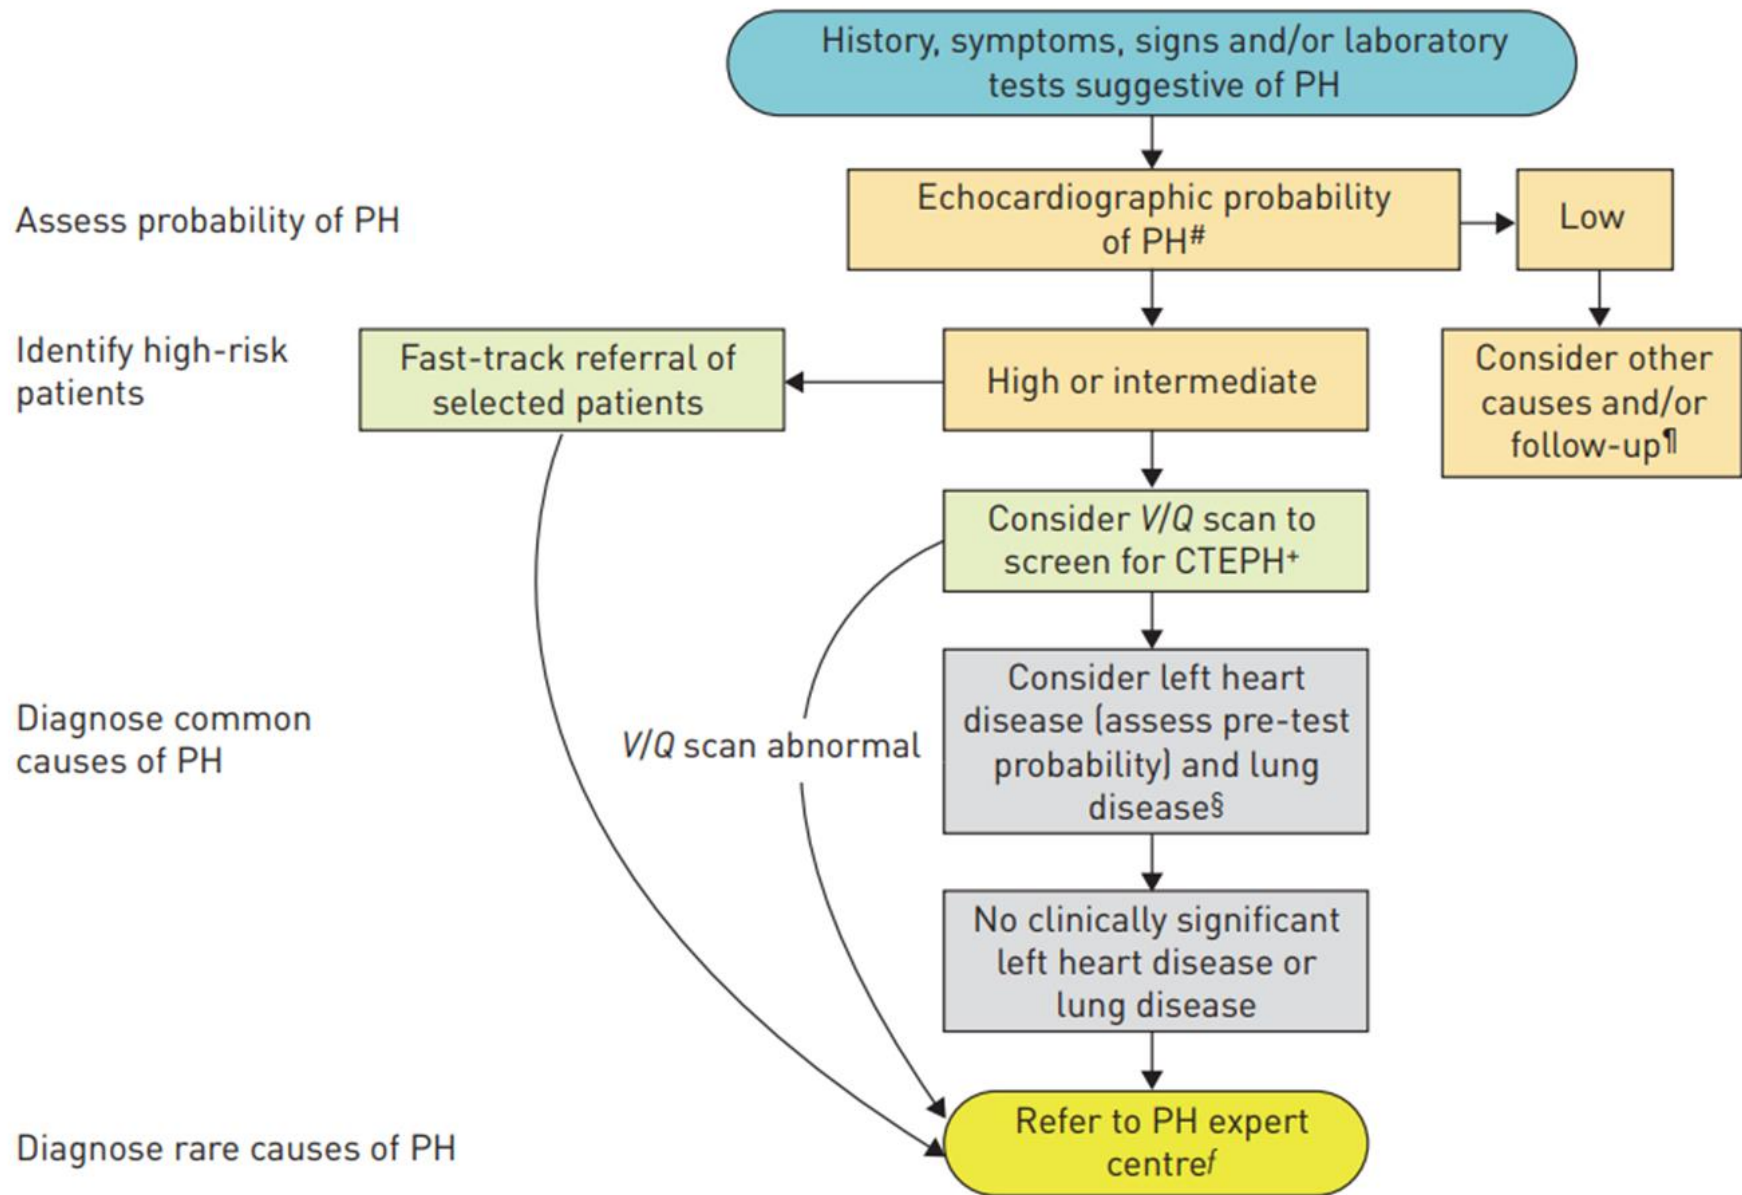 History, symptoms, signs and/or laboratory
tests suggestive of PH
Assess probability of PH
Echocardiographic probability
of PH#
Low
Identify high-risk
patients
Fast-track referral of
selected patients
High or intermediate
Consider other
causes and/or
follow-up¶
Consider V/Q scan to
screen for CTEPH+
Diagnose common
causes of PH
V/Q scan abnormal
Consider left heart
disease (assess pre-test
probability) and lung
disease§
No clinically significant
left heart disease or
lung disease
Diagnose rare causes of PH
Refer to PH expert
centreƒ